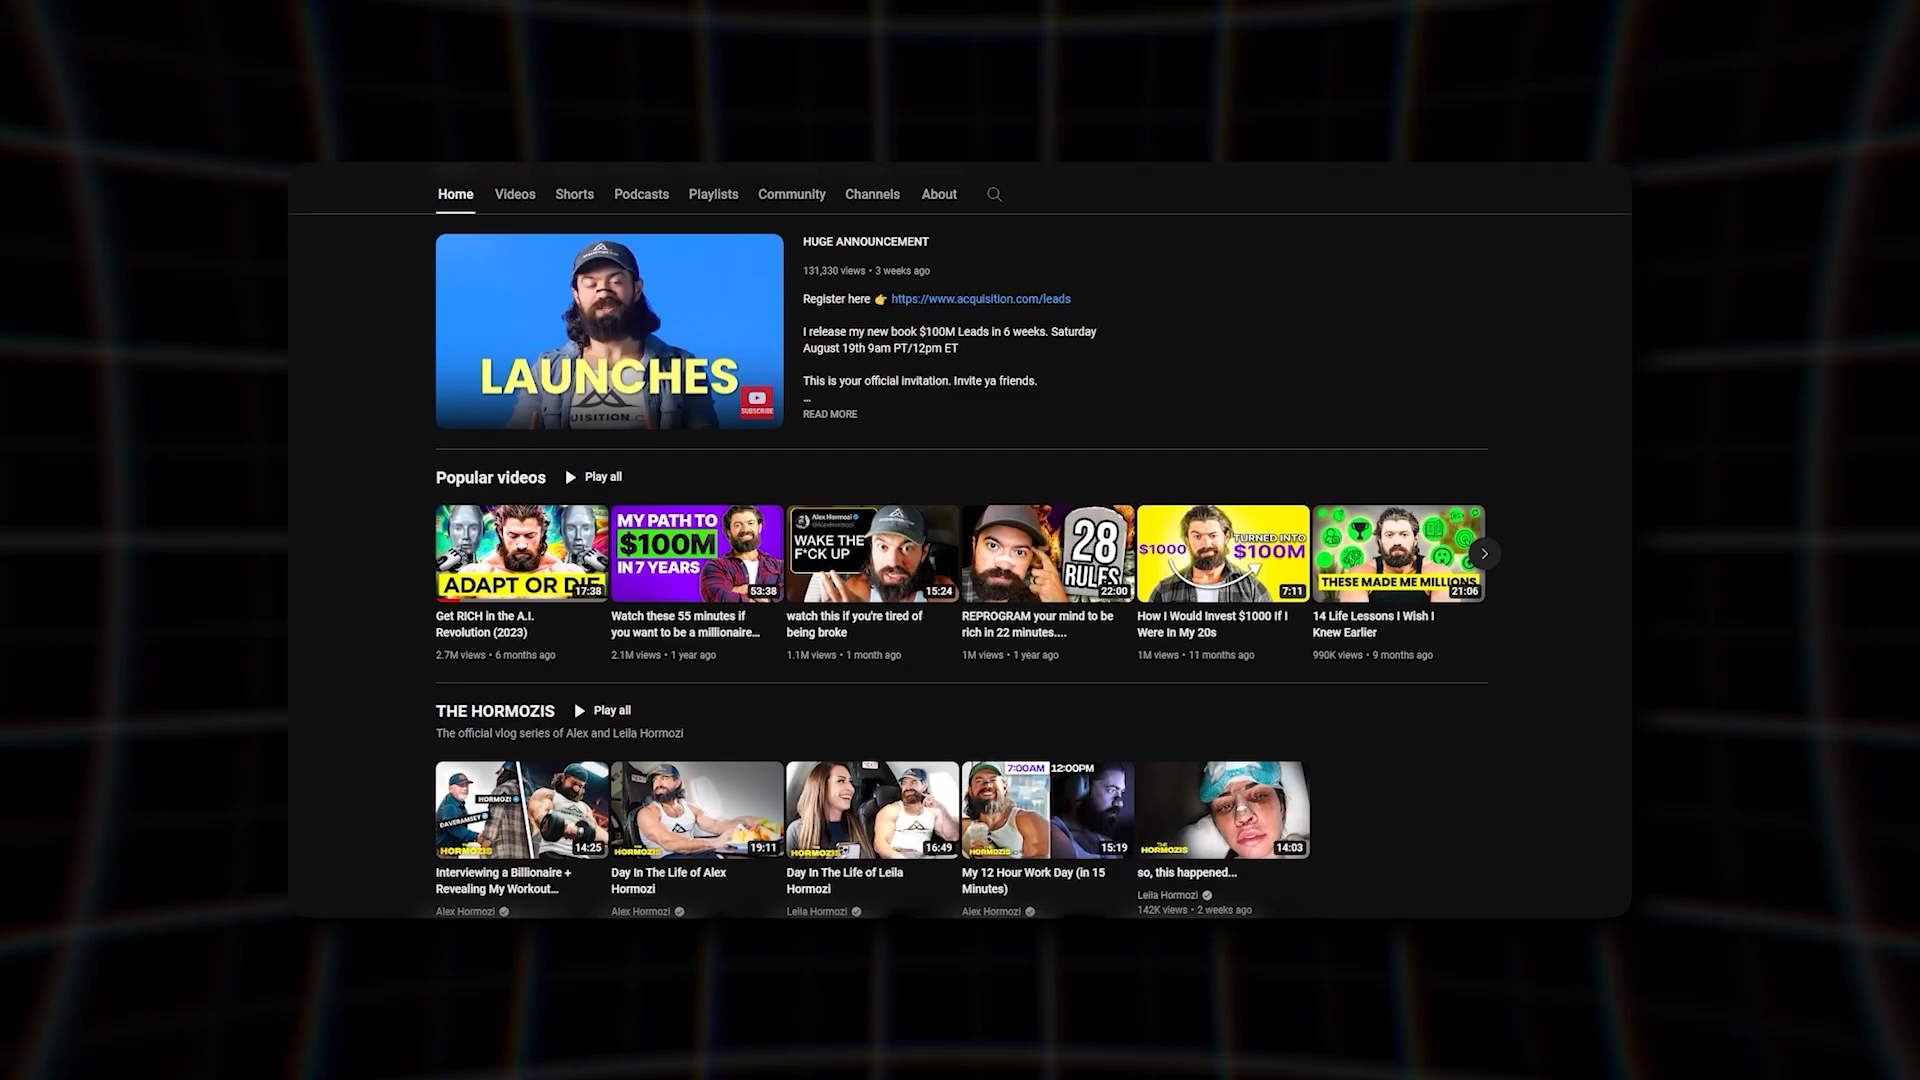 Home Videos Shorts Podcasts Playlists Community Channels About
LAUNCHES
SUBSCRIBE
HUGE ANNOUNCEMENT
131,330 views • 3 weeks ago
Register here 👉 https://www.acquisition.com/leads
I release my new book $100M Leads in 6 weeks. Saturday
August 19th 9am PT/12pm ET
This is your official invitation. Invite ya friends.
...
READ MORE
Popular videos Play all
ADAPT OR DIE
17:38
MY PATH TO
$100M
IN 7 YEARS
53:38
Alex Hormozi
@AlexHormozi
WAKE THE
F*CK UP
15:24
28
RULES
22:00
$1000
TURNED INTO
$100M
7:11
THESE MADE ME MILLIONS
21:06
Get RICH in the A.I.
Revolution (2023)
2.7M views • 6 months ago
Watch these 55 minutes if
you want to be a millionaire...
2.1M views • 1 year ago
watch this if you're tired of
being broke
1.1M views • 1 month ago
REPROGRAM your mind to be
rich in 22 minutes....
1M views • 1 year ago
How I Would Invest $1000 If I
Were In My 20s
1M views • 11 months ago
14 Life Lessons I Wish I
Knew Earlier
990K views • 9 months ago
THE HORMOZIS Play all
The official vlog series of Alex and Leila Hormozi
HORMOZI
DAVERAMSEY
HORMOZIS
14:25
HORMOZIS
19:11
HORMOZIS
16:49
7:00AM 12:00PM
HORMOZIS
15:19
HORMOZIS
14:03
Interviewing a Billionaire +
Revealing My Workout...
Alex Hormozi
Day In The Life of Alex
Hormozi
Alex Hormozi
Day In The Life of Leila
Hormozi
Leila Hormozi
My 12 Hour Work Day (in 15
Minutes)
Alex Hormozi
so, this happened...
Leila Hormozi
142K views • 2 weeks ago